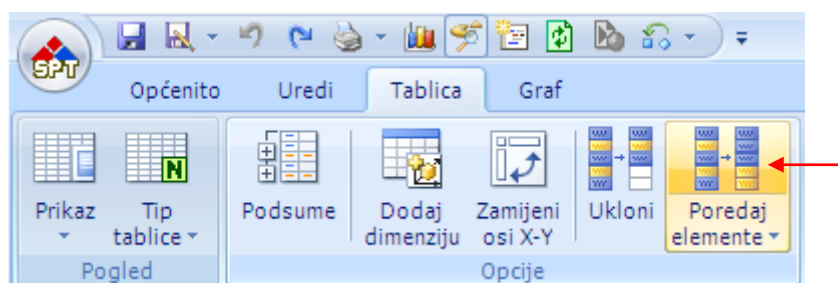 SPT
Općenito Uredi Tablica Graf
Prikaz Tip tablice Podsume Dodaj dimenziju Zamijeni osi X-Y Ukloni Poredaj elemente
Pogled Opcije